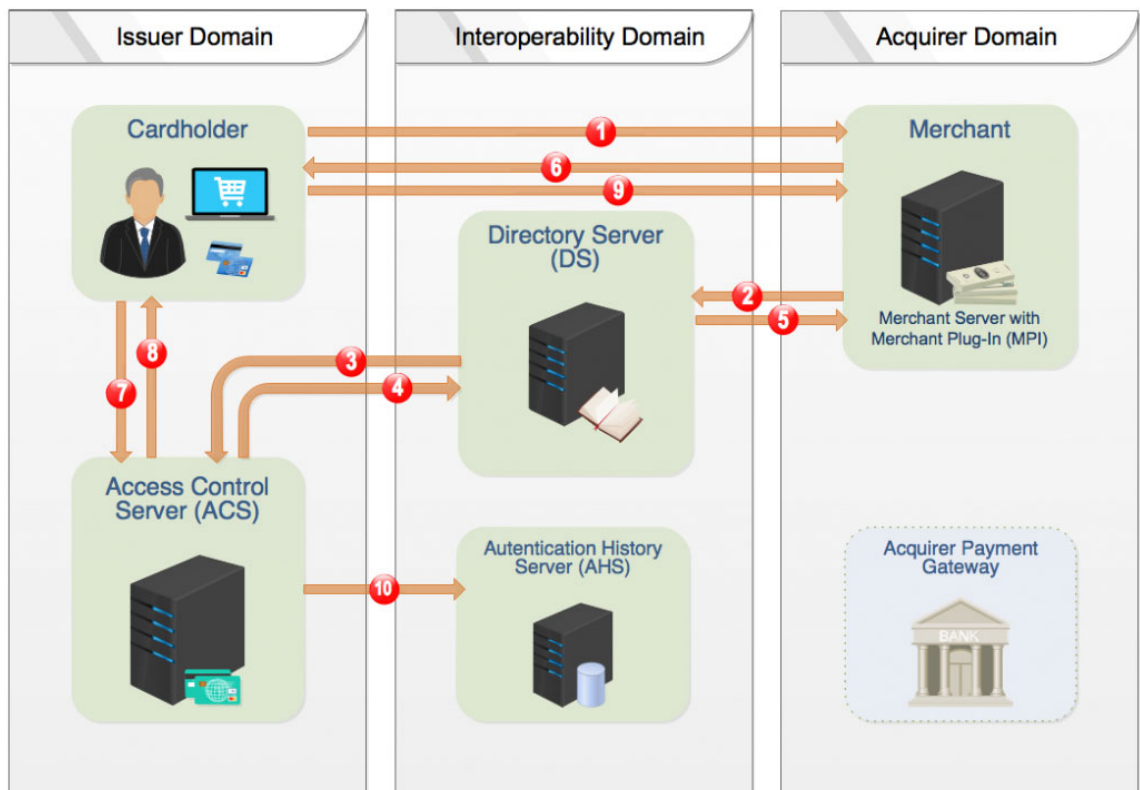 Issuer Domain
Interoperability Domain
Acquirer Domain
Cardholder
1
Merchant
6
9
Directory Server
(DS)
2
5
Merchant Server with
Merchant Plug-In (MPI)
7
8
3
4
Access Control
Server (ACS)
10
Autentication History
Server (AHS)
Acquirer Payment
Gateway
BANK